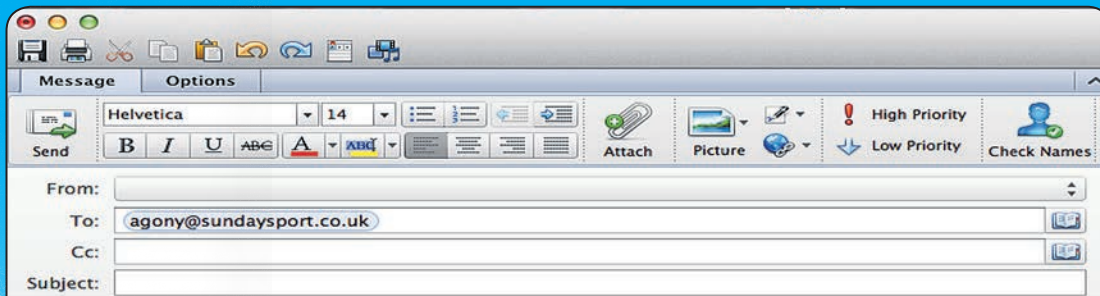 Message Options
Helvetica 14 High Priority
B I U ABC A ABC Low Priority
Send Attach Picture Check Names
From:
To: agony@sundaysport.co.uk
Cc:
Subject: